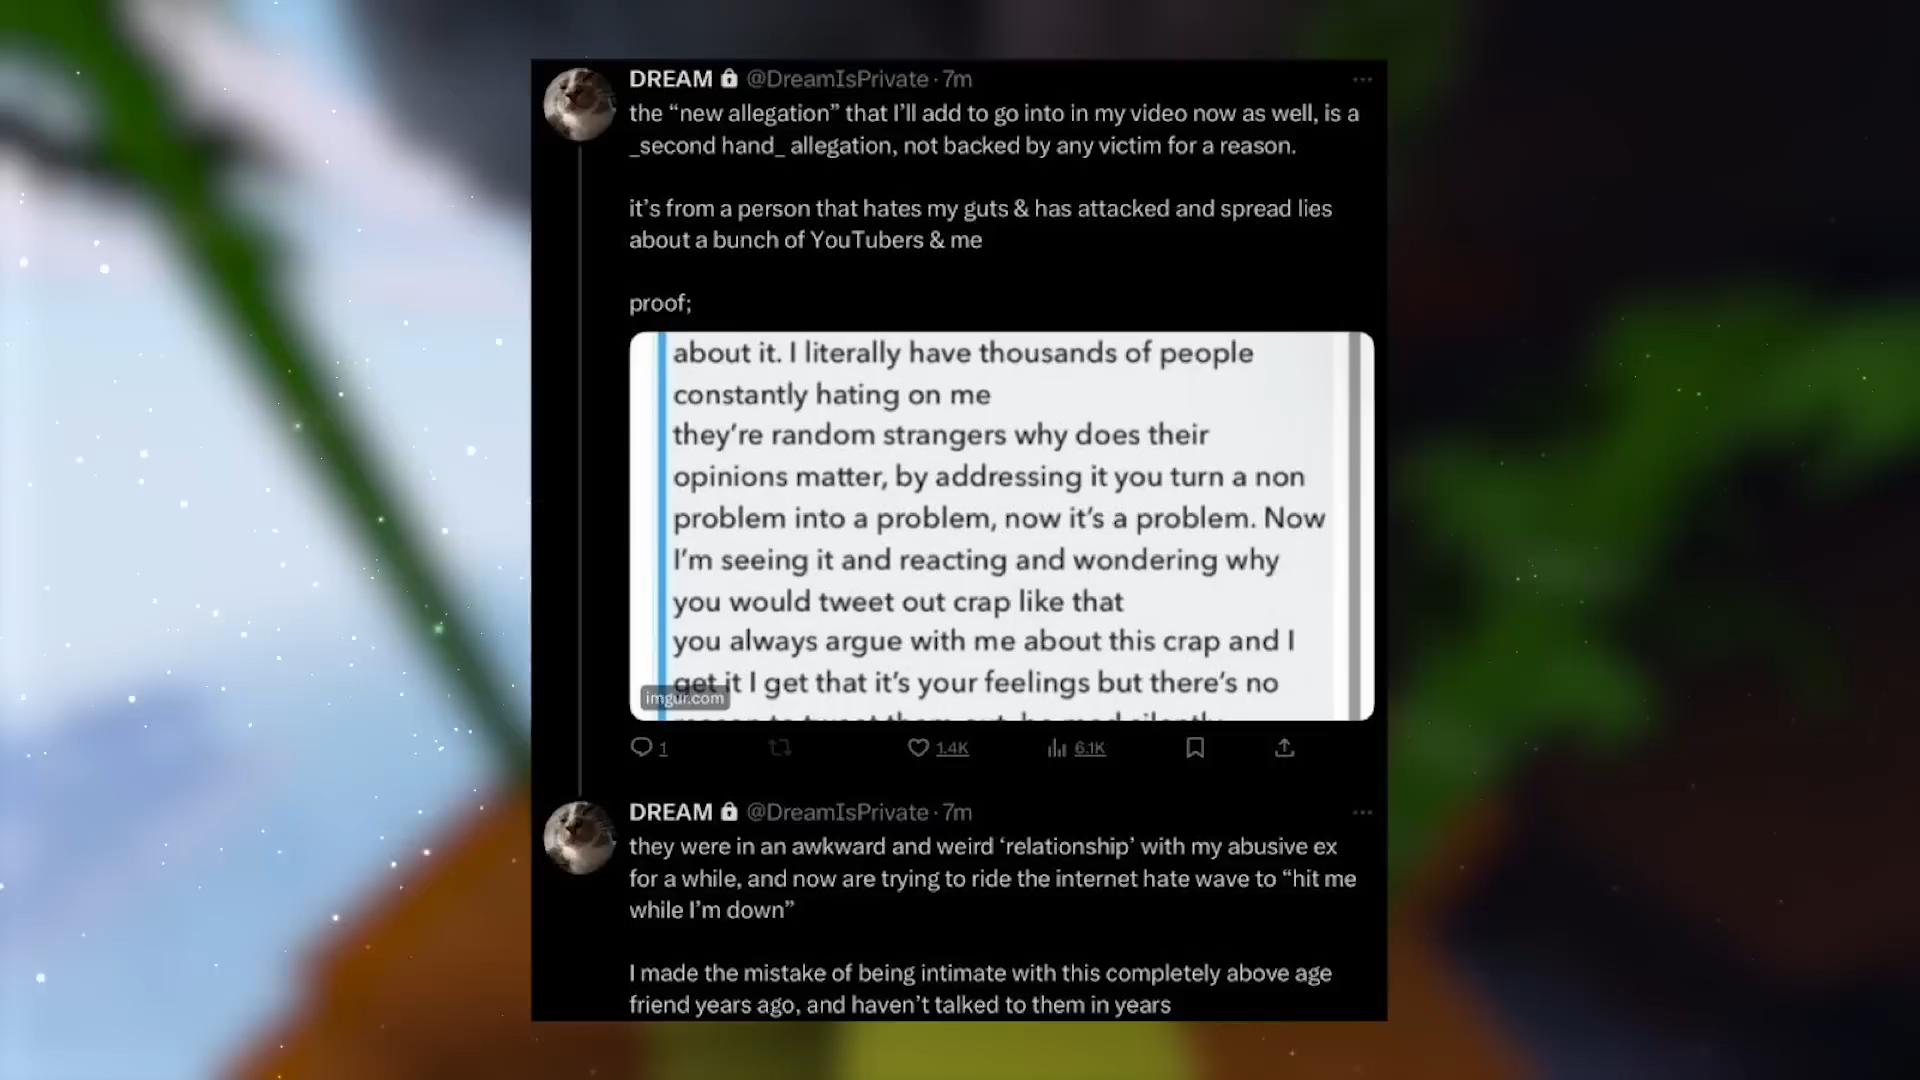 DREAM @DreamIsPrivate · 7m
the “new allegation” that I’ll add to go into in my video now as well, is a
_second hand_ allegation, not backed by any victim for a reason.
it’s from a person that hates my guts & has attacked and spread lies
about a bunch of YouTubers & me
proof;
about it. I literally have thousands of people
constantly hating on me
they’re random strangers why does their
opinions matter, by addressing it you turn a non
problem into a problem, now it’s a problem. Now
I’m seeing it and reacting and wondering why
you would tweet out crap like that
you always argue with me about this crap and I
get it I get that it’s your feelings but there’s no
imgur.com
1 1.4K 6.1K
DREAM @DreamIsPrivate · 7m
they were in an awkward and weird ‘relationship’ with my abusive ex
for a while, and now are trying to ride the internet hate wave to “hit me
while I’m down”
I made the mistake of being intimate with this completely above age
friend years ago, and haven’t talked to them in years